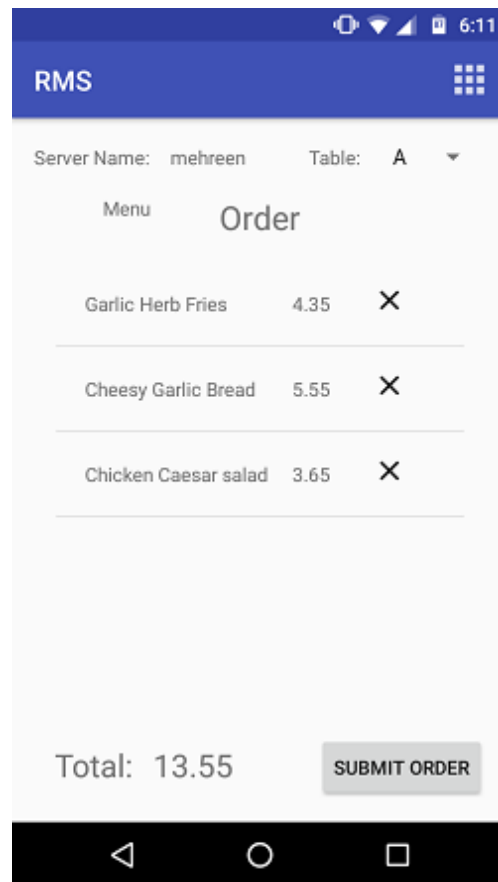 6:11
RMS
Server Name: mehreen Table: A
Menu Order
Garlic Herb Fries 4.35 ✕
Cheesy Garlic Bread 5.55 ✕
Chicken Caesar salad 3.65 ✕
Total: 13.55 SUBMIT ORDER